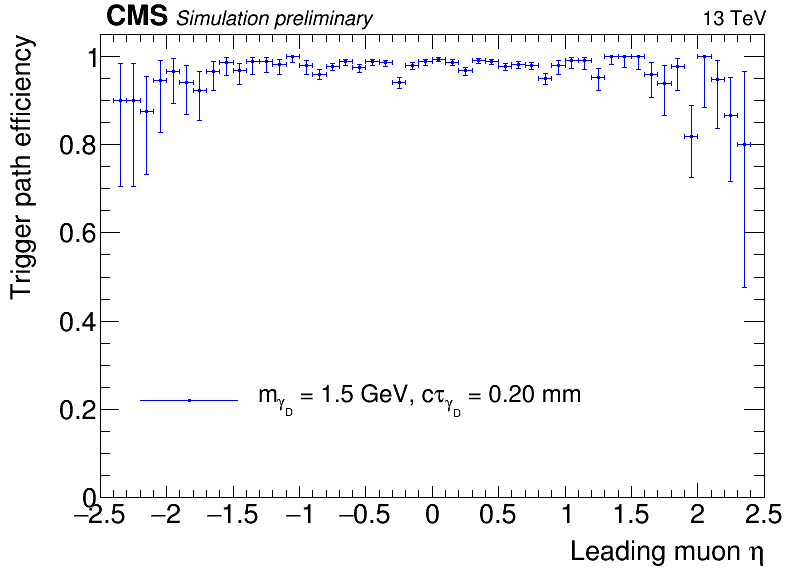 CMS Simulation preliminary 13 TeV
Trigger path efficiency
1
0.8
0.6
0.4
0.2
0
m_γ_D = 1.5 GeV, cτ_γ_D = 0.20 mm
−2.5 −2 −1.5 −1 −0.5 0 0.5 1 1.5 2 2.5
Leading muon η